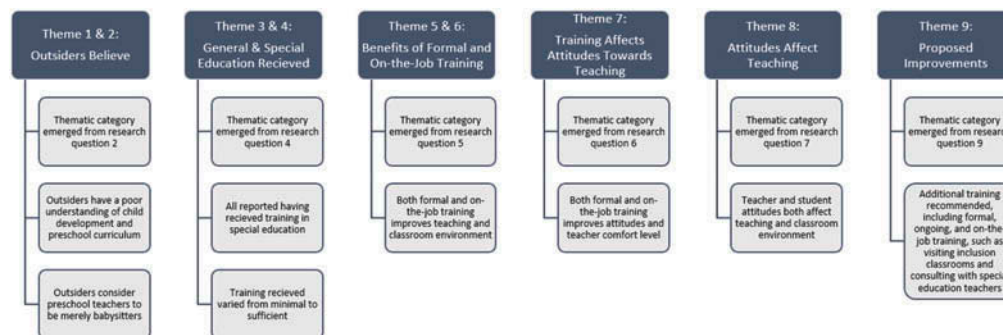 Theme 1 & 2:
Outsiders Believe
Thematic category
emerged from research
question 2
Outsiders have a poor
understanding of child
development and
preschool curriculum
Outsiders consider
preschool teachers to
be merely babysitters
Theme 3 & 4:
General & Special
Education Recieved
Thematic category
emerged from research
question 4
All reported having
recieved training in
special education
Training recieved
varied from minimal to
sufficient
Theme 5 & 6:
Benefits of Formal and
On-the-Job Training
Thematic category
emerged from research
question 5
Both formal and on-
the-job training
improves teaching and
classroom environment
Theme 7:
Training Affects
Attitudes Towards
Teaching
Thematic category
emerged from research
question 6
Both formal and on-
the-job training
improves attitudes and
teacher comfort level
Theme 8:
Attitudes Affect
Teaching
Thematic category
emerged from research
question 7
Teacher and student
attitudes both affect
teaching and classroom
environment
Theme 9:
Proposed
Improvements
Thematic category
emerged from research
question 9
Additional training
recommended,
including formal,
ongoing, and on-the-
job training, such as
visiting inclusion
classrooms and
consulting with special
education teachers